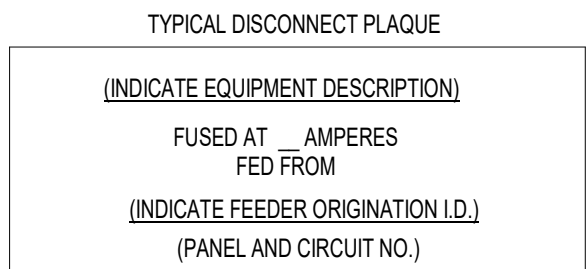 TYPICAL DISCONNECT PLAQUE
(INDICATE EQUIPMENT DESCRIPTION)
FUSED AT __ AMPERES
FED FROM
(INDICATE FEEDER ORIGINATION I.D.)
(PANEL AND CIRCUIT NO.)